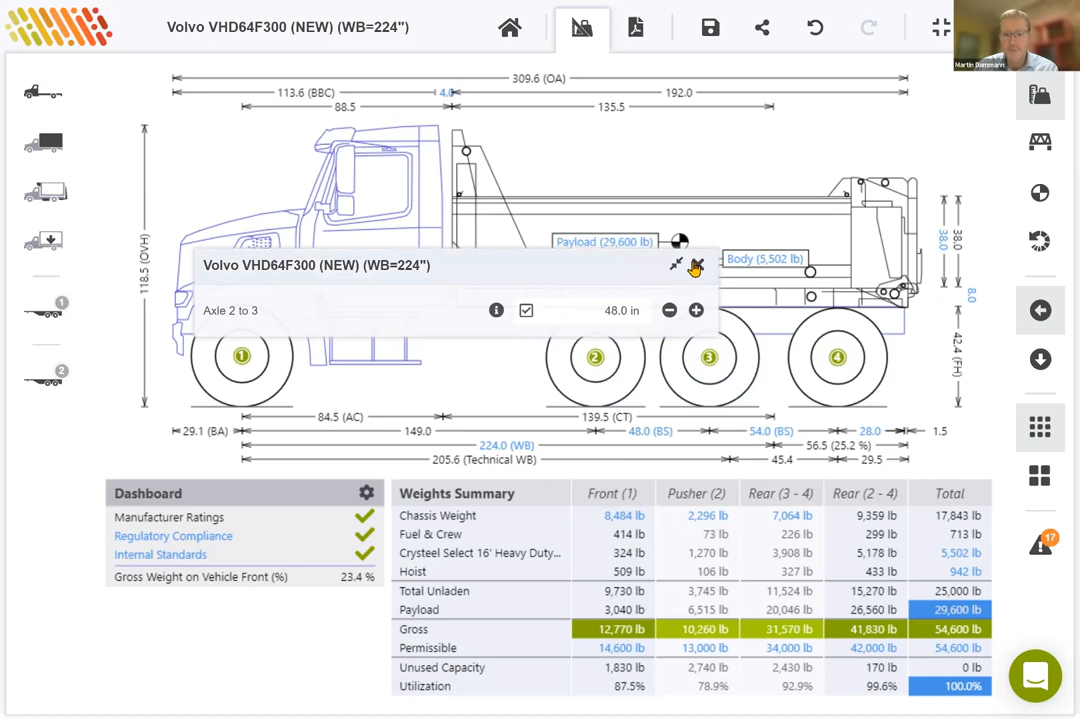 Volvo VHD64F300 (NEW) (WB=224")
Martin Dammann
309.6 (OA)
113.6 (BBC)
4.0
192.0
88.5
135.5
118.5 (OVH)
Payload (29,600 lb)
Body (5,502 lb)
38.0
38.0
8.0
42.4 (FH)
Volvo VHD64F300 (NEW) (WB=224")
Axle 2 to 3
48.0 in
1
2
3
4
1
2
84.5 (AC)
139.5 (CT)
29.1 (BA)
149.0
48.0 (BS)
54.0 (BS)
28.0
1.5
224.0 (WB)
56.5 (25.2 %)
205.6 (Technical WB)
45.4
29.5
17
Dashboard
Manufacturer Ratings
Regulatory Compliance
Internal Standards
Gross Weight on Vehicle Front (%) 23.4 %
Weights Summary Front (1) Pusher (2) Rear (3 - 4) Rear (2 - 4) Total
Chassis Weight 8,484 lb 2,296 lb 7,064 lb 9,359 lb 17,843 lb
Fuel & Crew 414 lb 73 lb 226 lb 299 lb 713 lb
Crysteel Select 16' Heavy Duty... 324 lb 1,270 lb 3,908 lb 5,178 lb 5,502 lb
Hoist 509 lb 106 lb 327 lb 433 lb 942 lb
Total Unladen 9,730 lb 3,745 lb 11,524 lb 15,270 lb 25,000 lb
Payload 3,040 lb 6,515 lb 20,046 lb 26,560 lb 29,600 lb
Gross 12,770 lb 10,260 lb 31,570 lb 41,830 lb 54,600 lb
Permissible 14,600 lb 13,000 lb 34,000 lb 42,000 lb 54,600 lb
Unused Capacity 1,830 lb 2,740 lb 2,430 lb 170 lb 0 lb
Utilization 87.5% 78.9% 92.9% 99.6% 100.0%